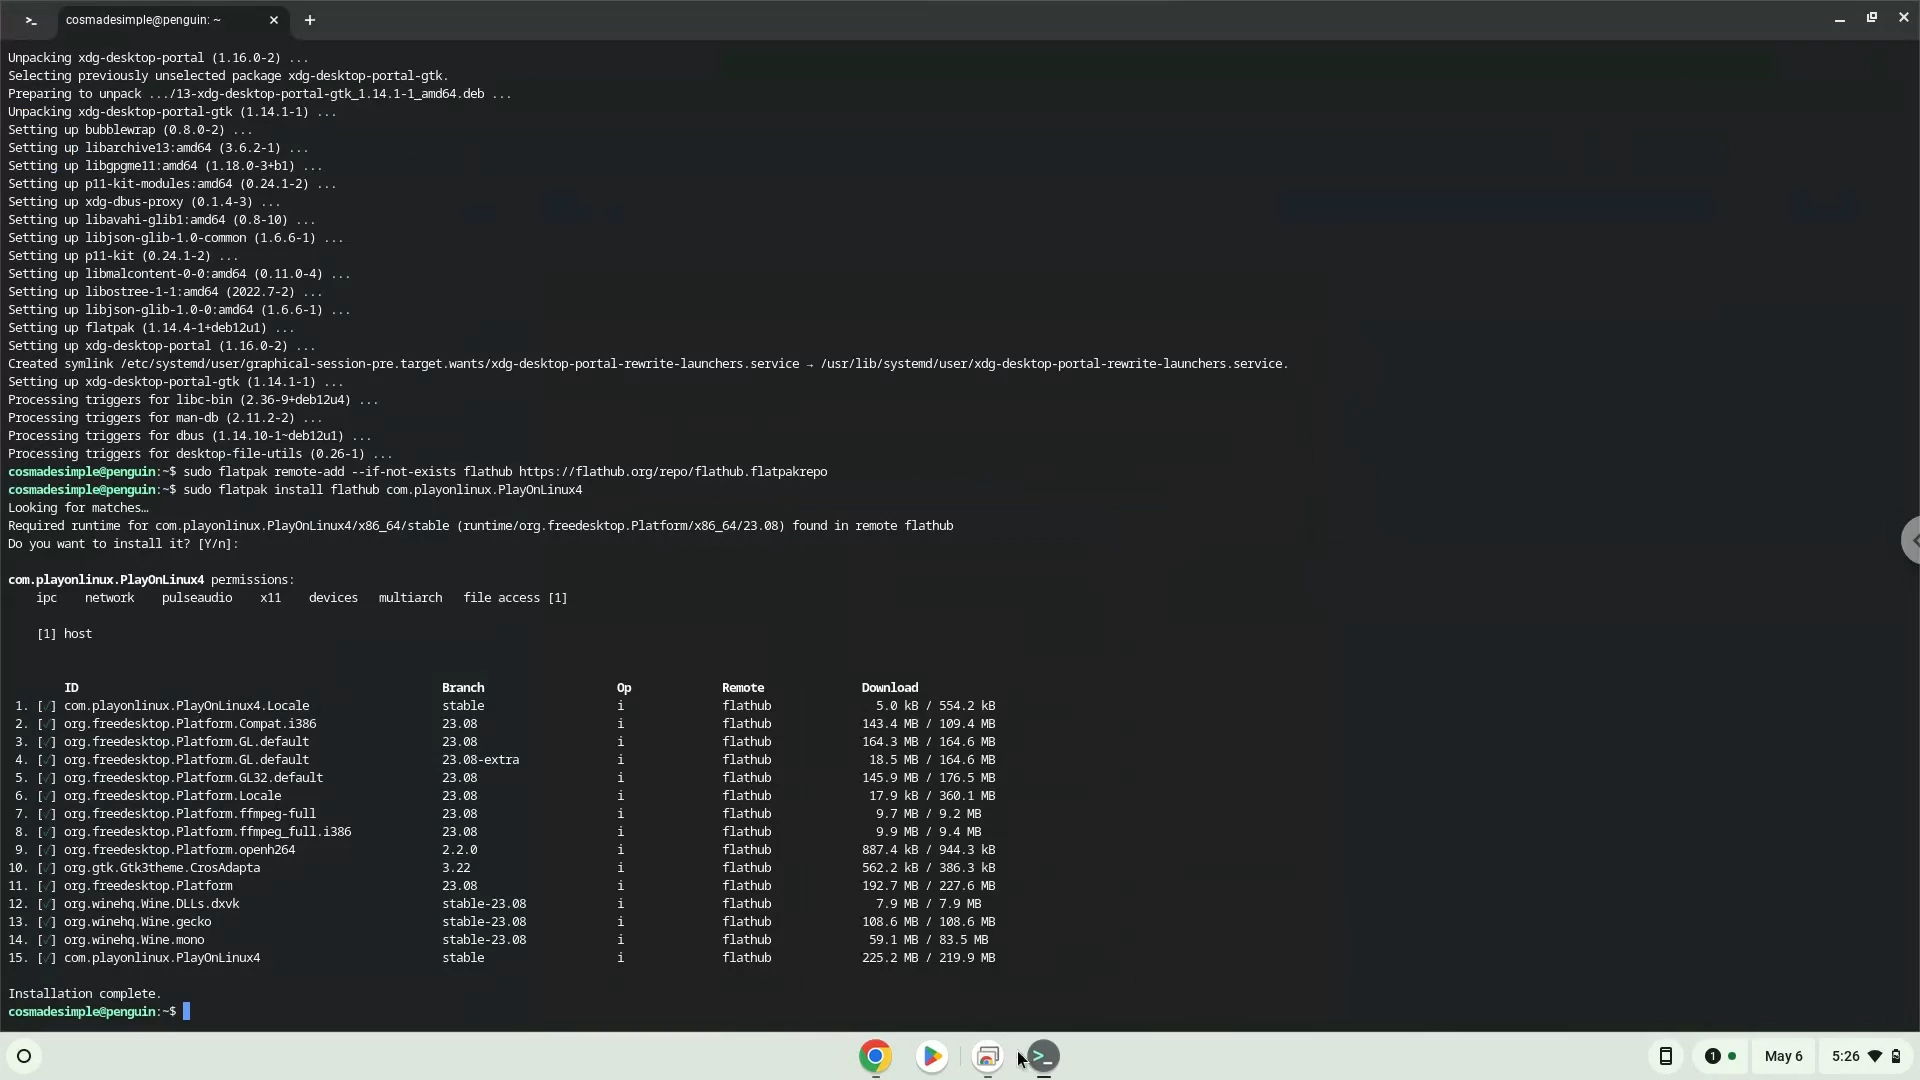 cosmadesimple@penguin: ~
Unpacking xdg-desktop-portal (1.16.0-2) ...
Selecting previously unselected package xdg-desktop-portal-gtk.
Preparing to unpack .../13-xdg-desktop-portal-gtk_1.14.1-1_amd64.deb ...
Unpacking xdg-desktop-portal-gtk (1.14.1-1) ...
Setting up bubblewrap (0.8.0-2) ...
Setting up libarchive13:amd64 (3.6.2-1) ...
Setting up libgpgme11:amd64 (1.18.0-3+b1) ...
Setting up p11-kit-modules:amd64 (0.24.1-2) ...
Setting up xdg-dbus-proxy (0.1.4-3) ...
Setting up libavahi-glib1:amd64 (0.8-10) ...
Setting up libjson-glib-1.0-common (1.6.6-1) ...
Setting up p11-kit (0.24.1-2) ...
Setting up libmalcontent-0-0:amd64 (0.11.0-4) ...
Setting up libostree-1-1:amd64 (2022.7-2) ...
Setting up libjson-glib-1.0-0:amd64 (1.6.6-1) ...
Setting up flatpak (1.14.4-1+deb12u1) ...
Setting up xdg-desktop-portal (1.16.0-2) ...
Created symlink /etc/systemd/user/graphical-session-pre.target.wants/xdg-desktop-portal-rewrite-launchers.service → /usr/lib/systemd/user/xdg-desktop-portal-rewrite-launchers.service.
Setting up xdg-desktop-portal-gtk (1.14.1-1) ...
Processing triggers for libc-bin (2.36-9+deb12u4) ...
Processing triggers for man-db (2.11.2-2) ...
Processing triggers for dbus (1.14.10-1~deb12u1) ...
Processing triggers for desktop-file-utils (0.26-1) ...
cosmadesimple@penguin:~$ sudo flatpak remote-add --if-not-exists flathub https://flathub.org/repo/flathub.flatpakrepo
cosmadesimple@penguin:~$ sudo flatpak install flathub com.playonlinux.PlayOnLinux4
Looking for matches…
Required runtime for com.playonlinux.PlayOnLinux4/x86_64/stable (runtime/org.freedesktop.Platform/x86_64/23.08) found in remote flathub
Do you want to install it? [Y/n]:
com.playonlinux.PlayOnLinux4 permissions:
ipc network pulseaudio x11 devices multiarch file access [1]
[1] host
ID Branch Op Remote Download
1. [✓] com.playonlinux.PlayOnLinux4.Locale stable i flathub 5.0 kB / 554.2 kB
2. [✓] org.freedesktop.Platform.Compat.i386 23.08 i flathub 143.4 MB / 109.4 MB
3. [✓] org.freedesktop.Platform.GL.default 23.08 i flathub 164.3 MB / 164.6 MB
4. [✓] org.freedesktop.Platform.GL.default 23.08-extra i flathub 18.5 MB / 164.6 MB
5. [✓] org.freedesktop.Platform.GL32.default 23.08 i flathub 145.9 MB / 176.5 MB
6. [✓] org.freedesktop.Platform.Locale 23.08 i flathub 17.9 kB / 360.1 MB
7. [✓] org.freedesktop.Platform.ffmpeg-full 23.08 i flathub 9.7 MB / 9.2 MB
8. [✓] org.freedesktop.Platform.ffmpeg_full.i386 23.08 i flathub 9.9 MB / 9.4 MB
9. [✓] org.freedesktop.Platform.openh264 2.2.0 i flathub 887.4 kB / 944.3 kB
10. [✓] org.gtk.Gtk3theme.CrosAdapta 3.22 i flathub 562.2 kB / 386.3 kB
11. [✓] org.freedesktop.Platform 23.08 i flathub 192.7 MB / 227.6 MB
12. [✓] org.winehq.Wine.DLLs.dxvk stable-23.08 i flathub 7.9 MB / 7.9 MB
13. [✓] org.winehq.Wine.gecko stable-23.08 i flathub 108.6 MB / 108.6 MB
14. [✓] org.winehq.Wine.mono stable-23.08 i flathub 59.1 MB / 83.5 MB
15. [✓] com.playonlinux.PlayOnLinux4 stable i flathub 225.2 MB / 219.9 MB
Installation complete.
cosmadesimple@penguin:~$
1 May 6 5:26